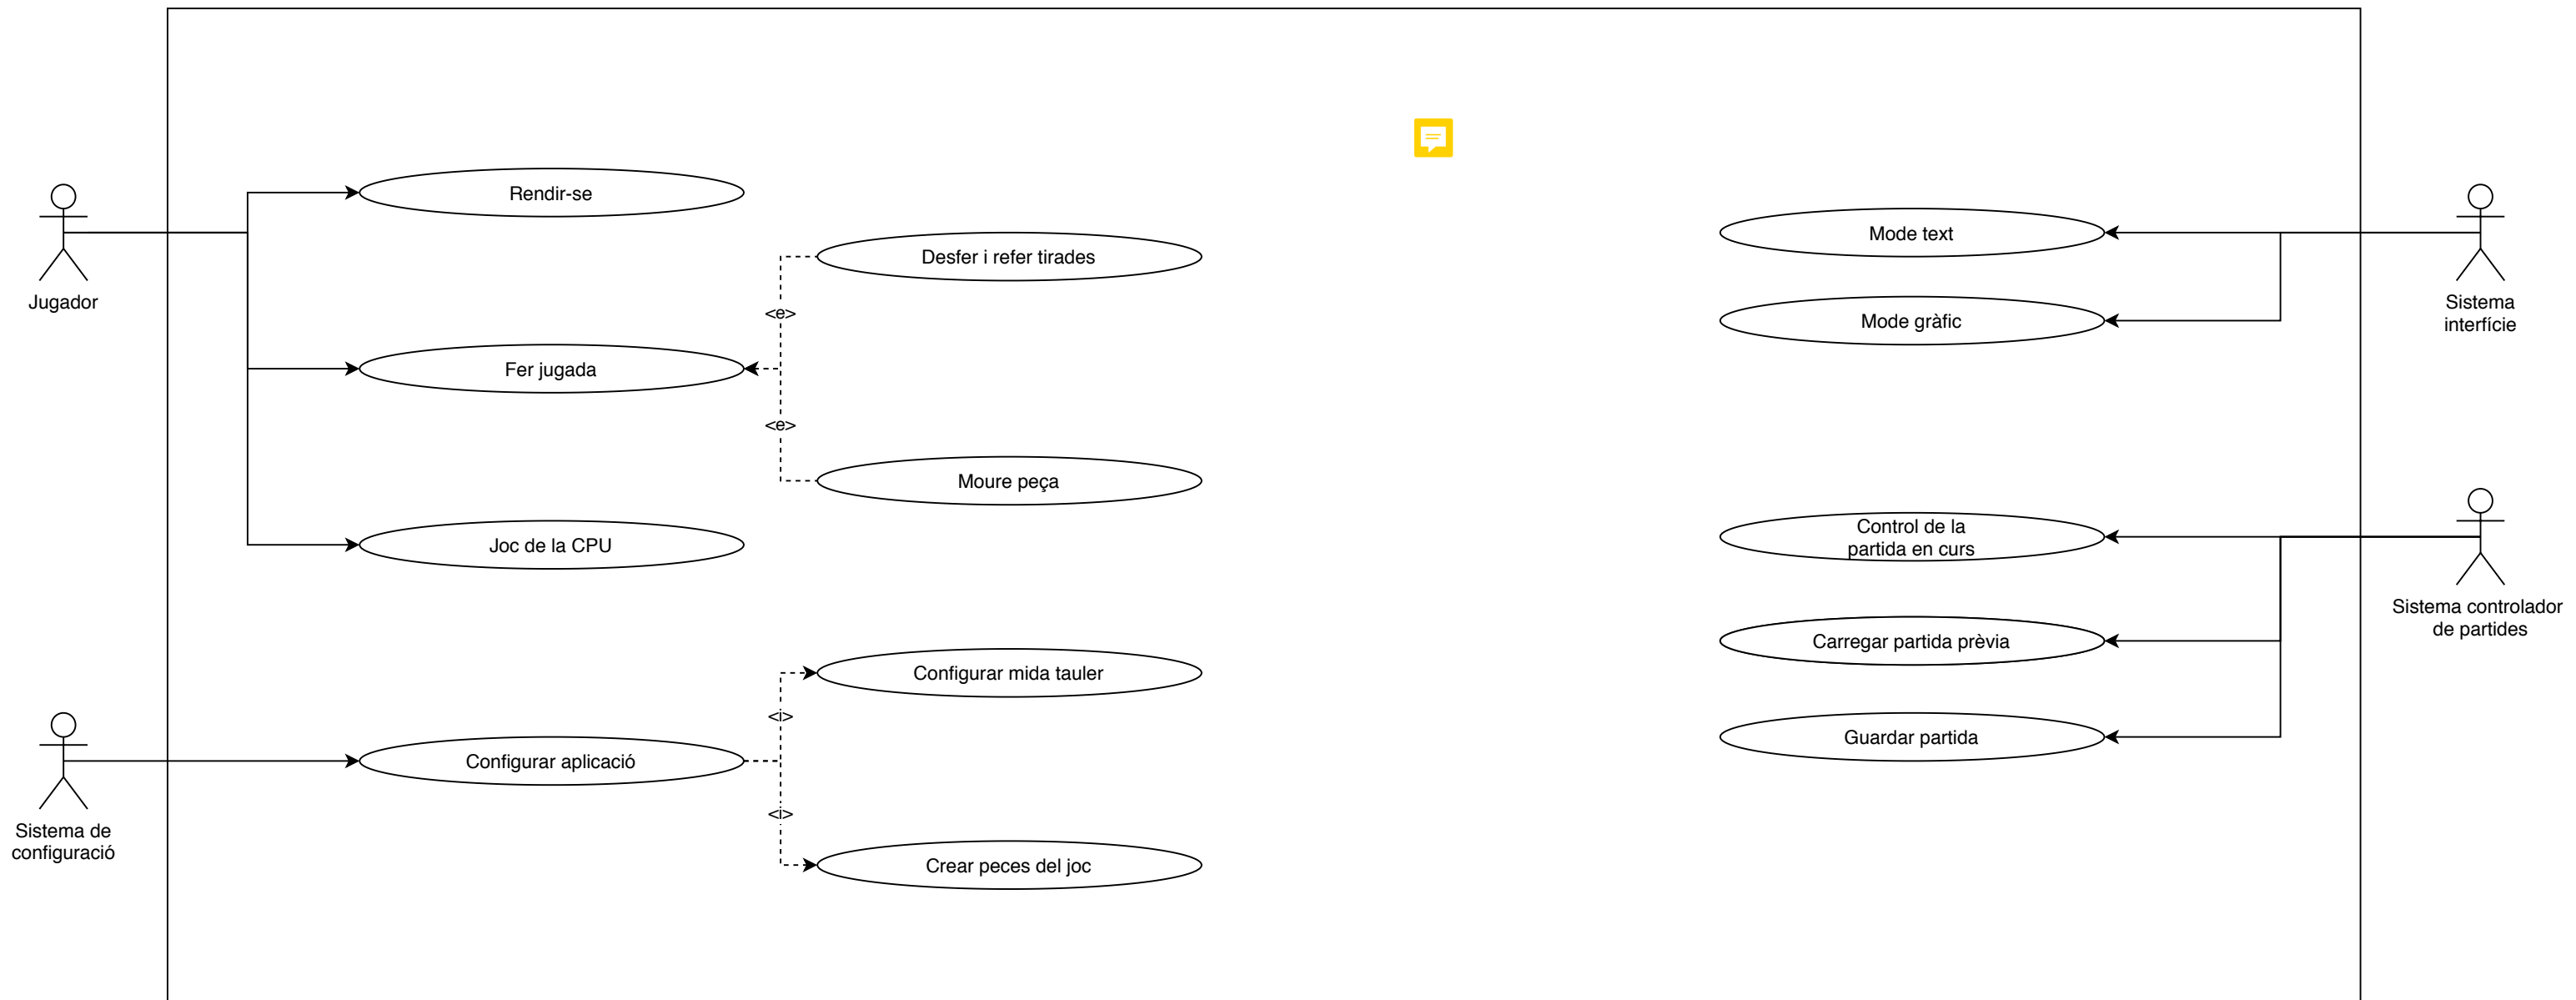 Jugador
Rendir-se
Desfer i refer tirades
<e>
Fer jugada
<e>
Moure peça
Joc de la CPU
Sistema de
configuració
Configurar aplicació
Configurar mida tauler
<i>
<i>
Crear peces del joc
Mode text
Mode gràfic
Sistema
interfície
Control de la
partida en curs
Carregar partida prèvia
Guardar partida
Sistema controlador
de partides